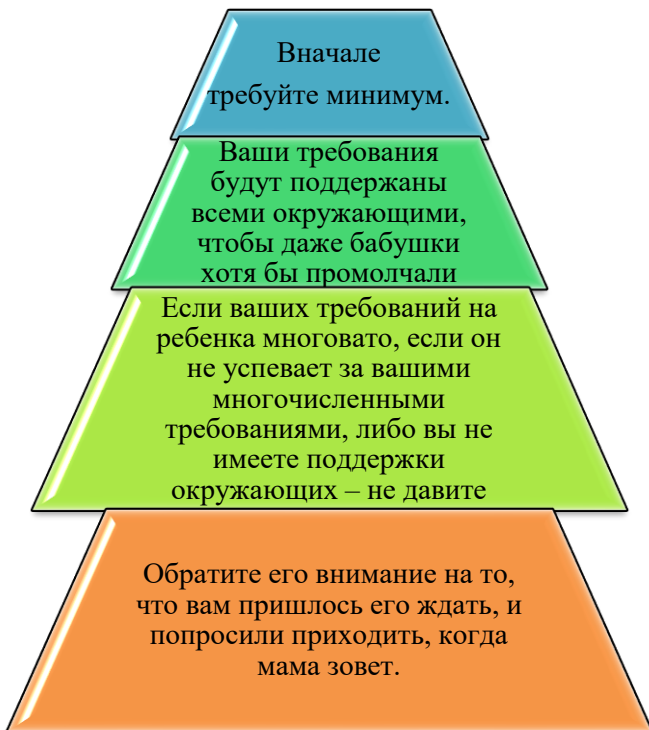 Вначале
требуйте минимум.
Ваши требования
будут поддержаны
всеми окружающими,
чтобы даже бабушки
хотя бы промолчали
Если ваших требований на
ребенка многовато, если он
не успевает за вашими
многочисленными
требованиями, либо вы не
имеете поддержки
окружающих – не давите
Обратите его внимание на то,
что вам пришлось его ждать, и
попросили приходить, когда
мама зовет.